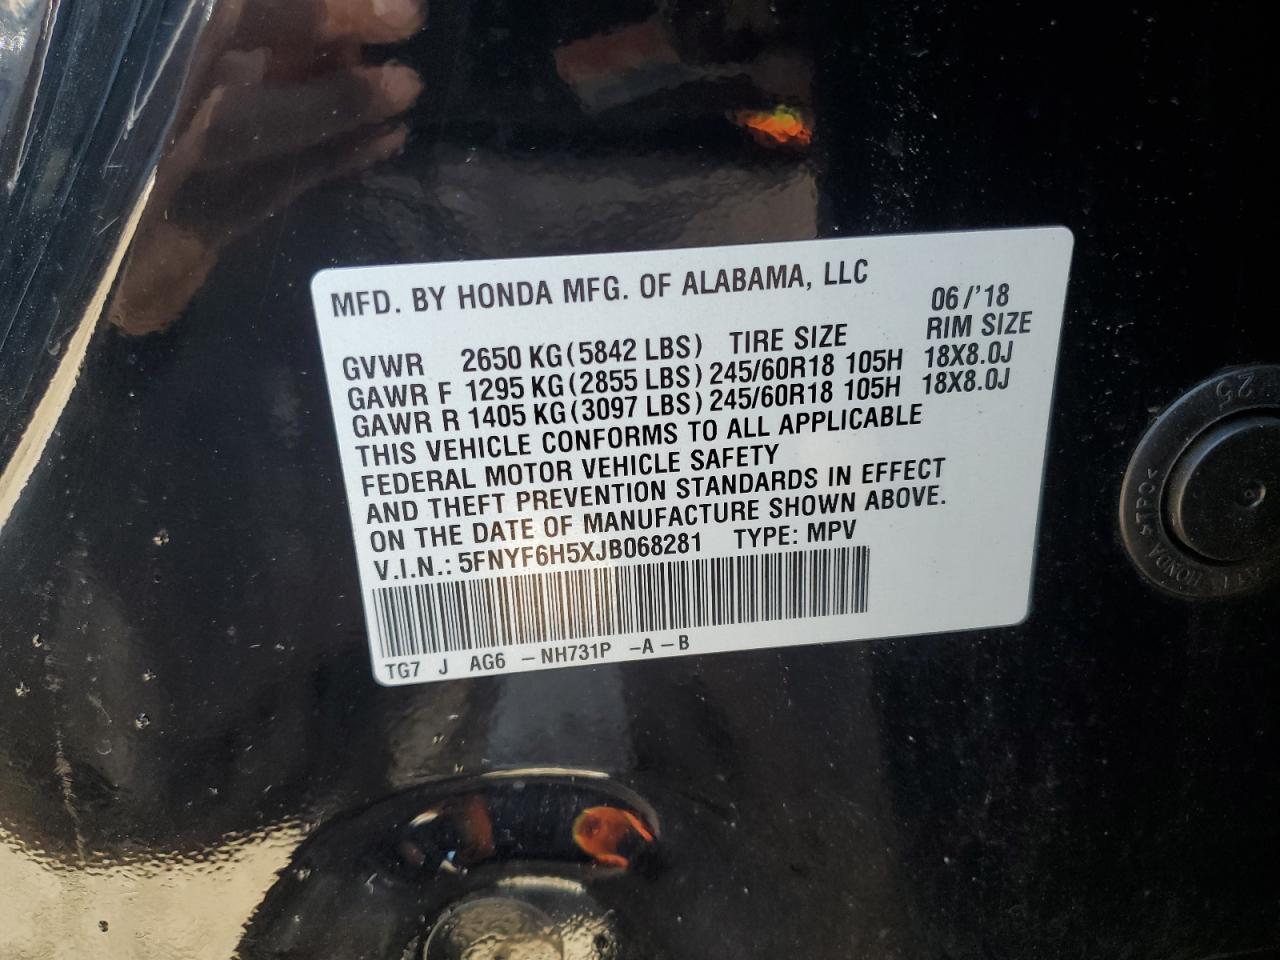 MFD. BY HONDA MFG. OF ALABAMA, LLC 06/'18
GVWR 2650 KG (5842 LBS) TIRE SIZE RIM SIZE
GAWR F 1295 KG (2855 LBS) 245/60R18 105H 18X8.0J
GAWR R 1405 KG (3097 LBS) 245/60R18 105H 18X8.0J
THIS VEHICLE CONFORMS TO ALL APPLICABLE
FEDERAL MOTOR VEHICLE SAFETY
AND THEFT PREVENTION STANDARDS IN EFFECT
ON THE DATE OF MANUFACTURE SHOWN ABOVE.
V.I.N.: 5FNYF6H5XJB068281 TYPE: MPV
TG7 J AG6 -NH731P -A-B
25
HONDA